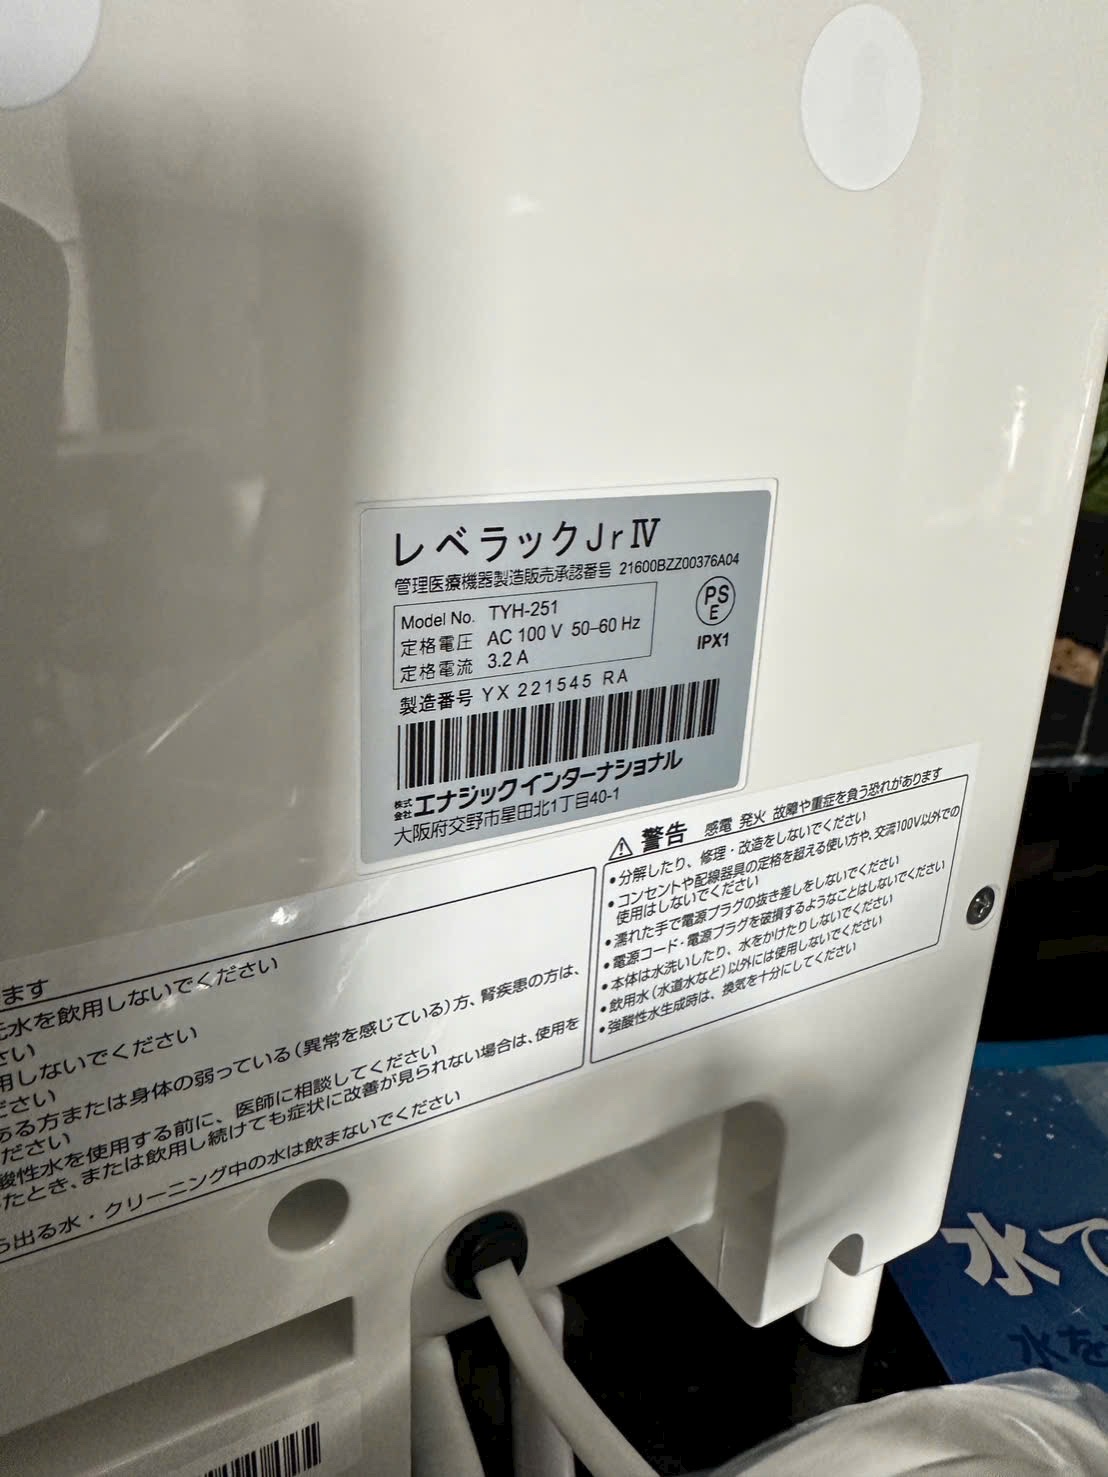 レベラックJrⅣ
管理医療機器製造販売承認番号 21600BZZ00376A04
Model No. TYH-251
定格電圧 AC 100 V 50–60 Hz
定格電流 3.2 A
PS
E
IPX1
製造番号 YX 221545 RA
株式会社 エナジックインターナショナル
大阪府交野市星田北1丁目40-1
警告 感電 発火 故障や重症を負う恐れがあります
•分解したり、修理・改造をしないでください
•コンセントや配線器具の定格を超える使い方や、交流100V以外での
使用はしないでください
•濡れた手で電源プラグの抜き差しをしないでください
•電源コード・電源プラグを破損するようなことはしないでください
•本体は水洗いしたり、水をかけたりしないでください
•飲用水(水道水など)以外には使用しないでください
•強酸性水生成時は、換気を十分にしてください
ます
水を飲用しないでください
さい
用しないでください
ださい
ある方または身体の弱っている(異常を感じている)方、腎疾患の方は、
ださい
酸性水を使用する前に、医師に相談してください
たとき、または飲用し続けても症状に改善が見られない場合は、使用を
ら出る水・クリーニング中の水は飲まないでください
水で
水を